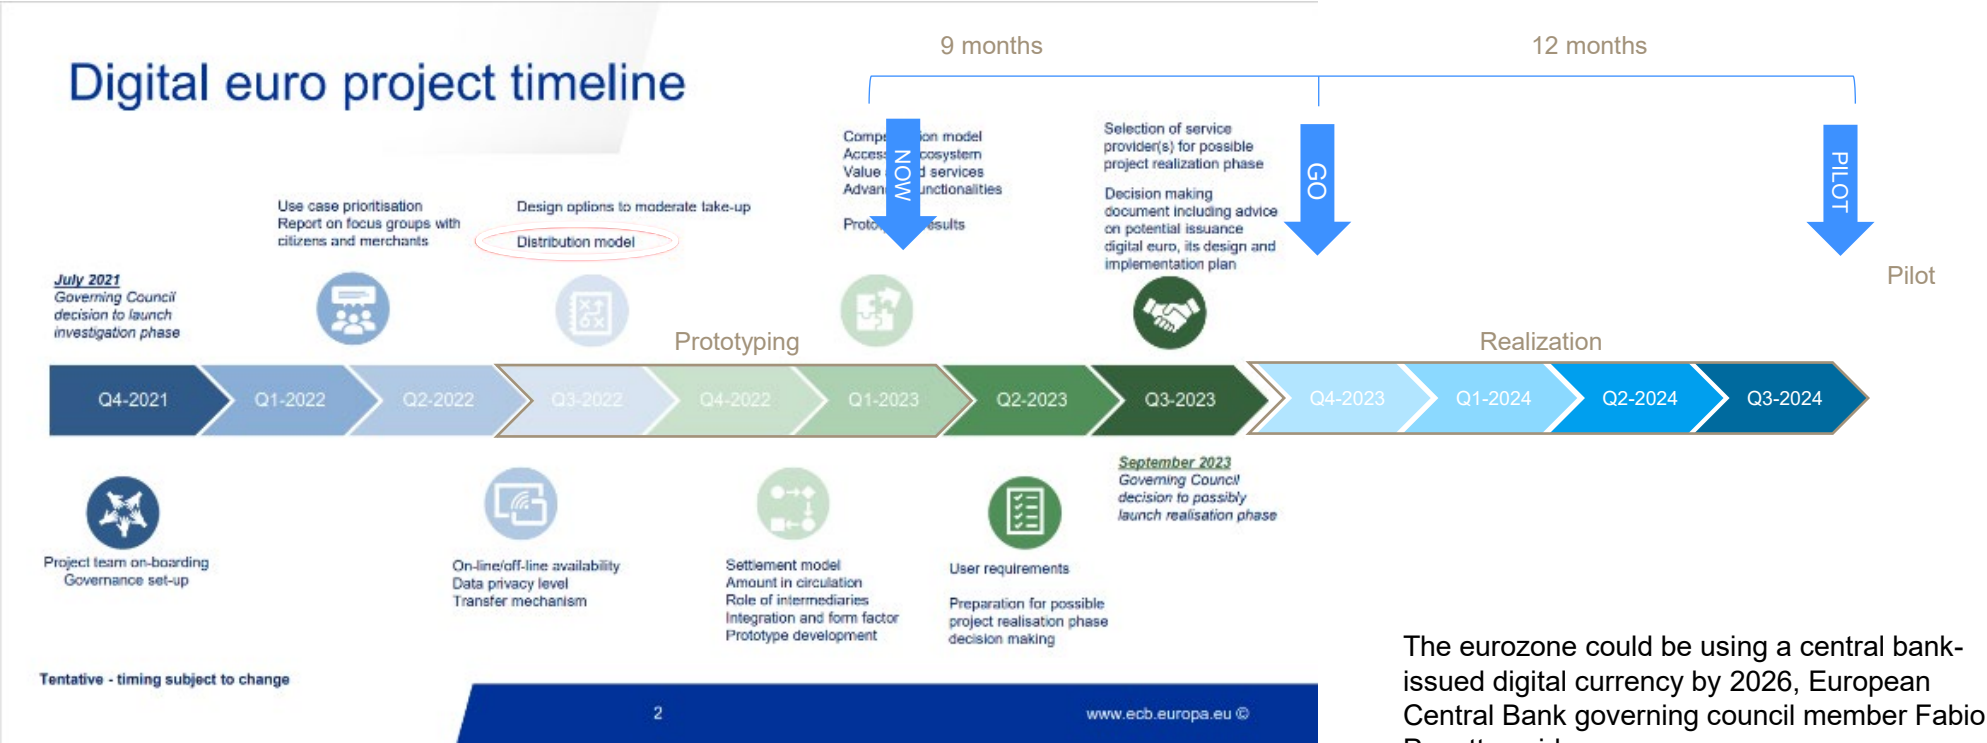 9 months
12 months
Digital euro project timeline
NOW
GO
PILOT
Use case prioritisation
Report on focus groups with
citizens and merchants
Design options to moderate take-up
Distribution model
ion model
cosystem
Value
d services
unctionalities
Selection of service
provider(s) for possible
project realization phase
Decision making
document including advice
on potential issuance
digital euro, its design and
implementation plan
July 2021
Governing Council
decision to launch
investigation phase
Pilot
Prototyping
Realization
Q4-2021
Q1-2022
Q2-2022
Q3-2022
Q4-2022
Q1-2023
Q2-2023
Q3-2023
Q4-2023
Q1-2024
Q2-2024
Q3-2024
September 2023
Governing Council
decision to possibly
launch realisation phase
Project team on-boarding
Governance set-up
On-line/off-line availability
Data privacy level
Transfer mechanism
Settlement model
Amount in circulation
Role of intermediaries
Integration and form factor
Prototype development
User requirements
Preparation for possible
project realisation phase
decision making
Tentative - timing subject to change
2
www.ecb.europa.eu ©
The eurozone could be using a central bank-
issued digital currency by 2026, European
Central Bank governing council member Fabio